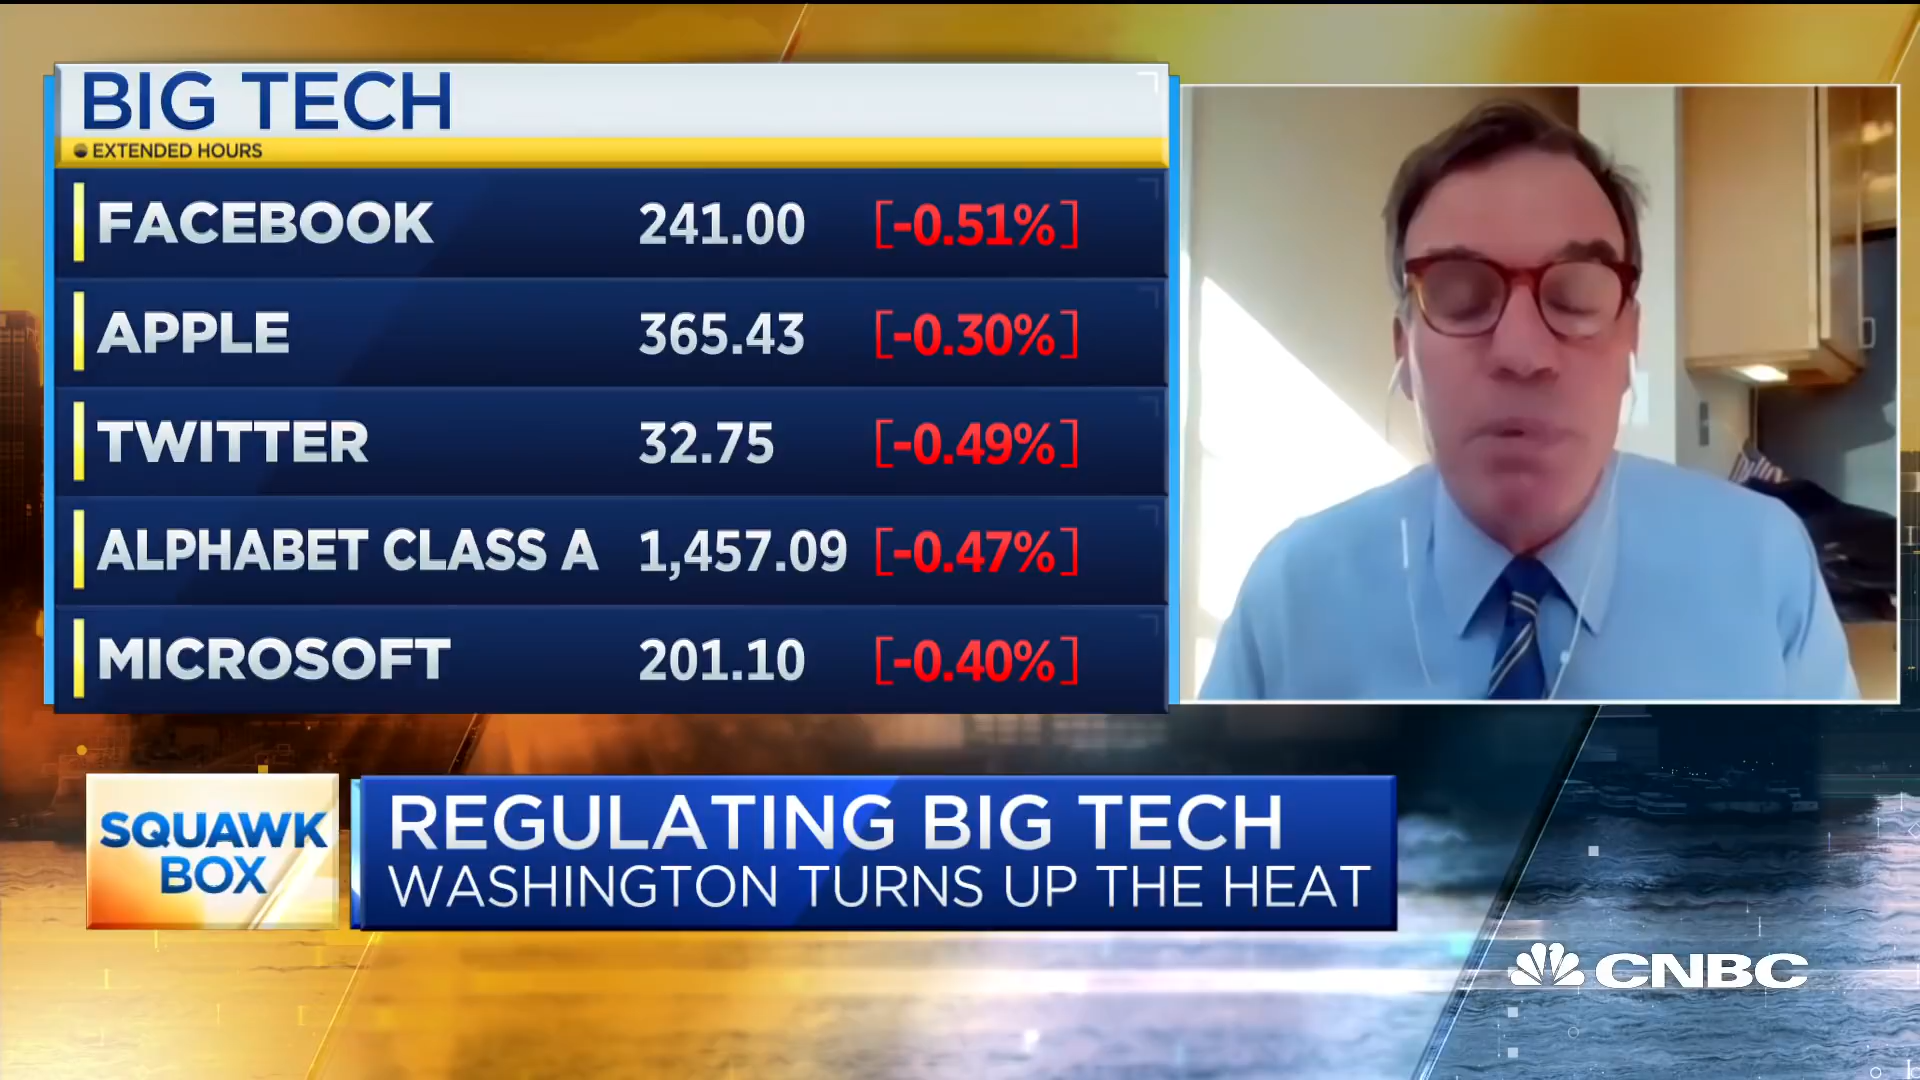 BIG TECH
EXTENDED HOURS
FACEBOOK 241.00 [-0.51%]
APPLE 365.43 [-0.30%]
TWITTER 32.75 [-0.49%]
ALPHABET CLASS A 1,457.09 [-0.47%]
MICROSOFT 201.10 [-0.40%]
SQUAWK
BOX
REGULATING BIG TECH
WASHINGTON TURNS UP THE HEAT
CNBC